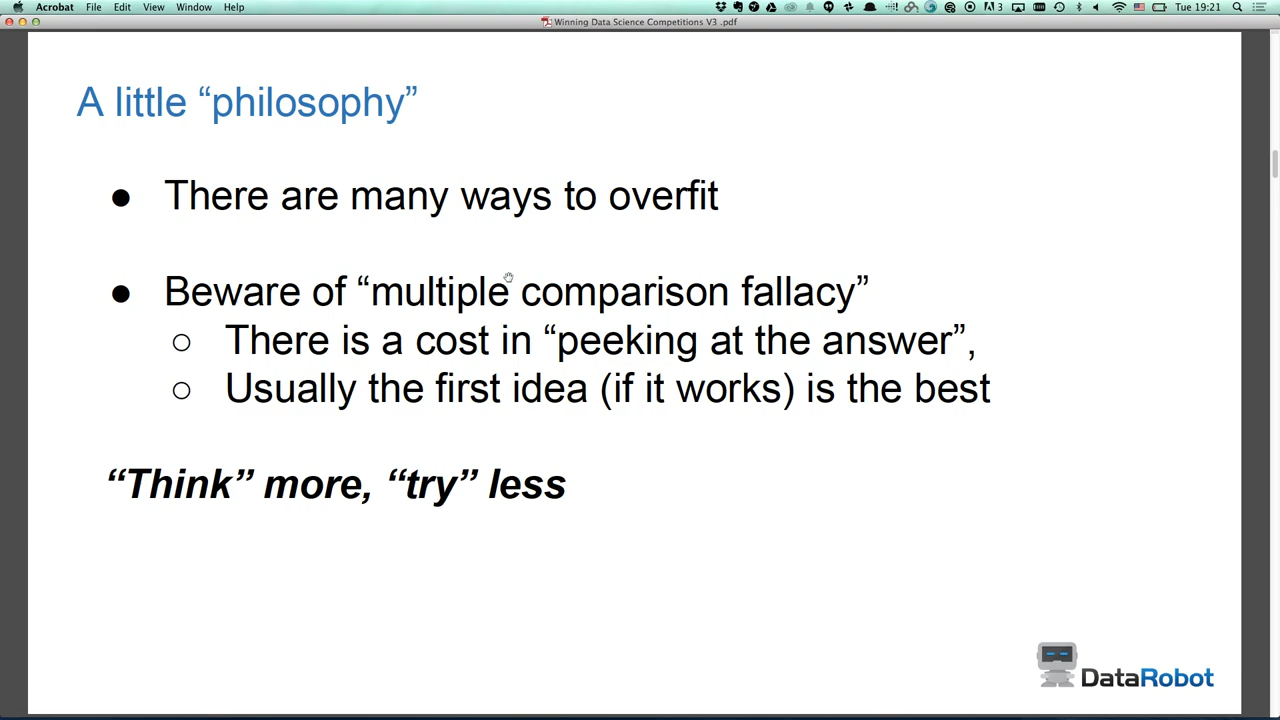 Acrobat File Edit View Window Help 3 Tue 19:21
Winning Data Science Competitions V3 .pdf
A little “philosophy”
● There are many ways to overfit
● Beware of “multiple comparison fallacy”
○ There is a cost in “peeking at the answer”,
○ Usually the first idea (if it works) is the best
“Think” more, “try” less
DataRobot